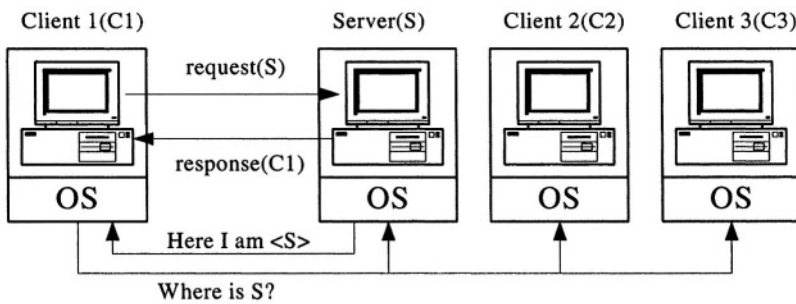 Client 1(C1)
Server(S)
Client 2(C2)
Client 3(C3)
request(S)
response(C1)
OS
OS
OS
OS
Here I am <S>
Where is S?